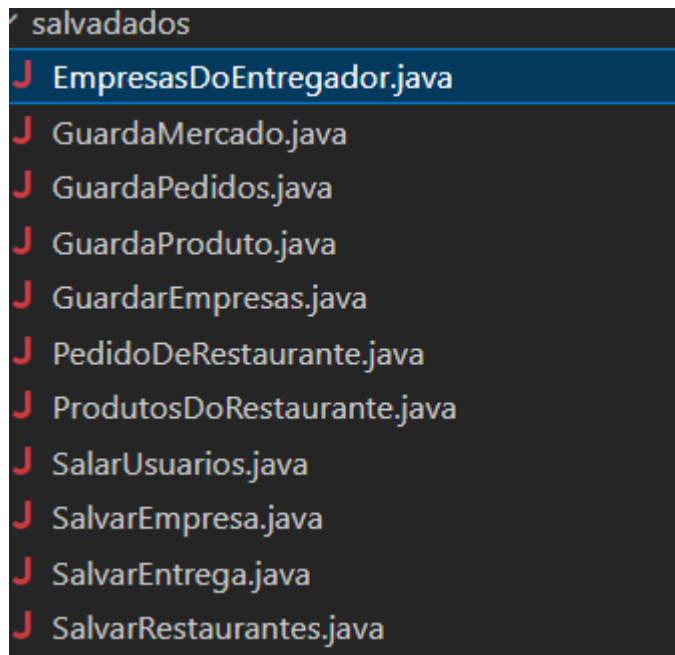 salvadados
J EmpresasDoEntregador.java
J GuardaMercado.java
J GuardaPedidos.java
J GuardaProduto.java
J GuardarEmpresas.java
J PedidoDeRestaurante.java
J ProdutosDoRestaurante.java
J SalarUsuarios.java
J SalvarEmpresa.java
J SalvarEntrega.java
J SalvarRestaurantes.java